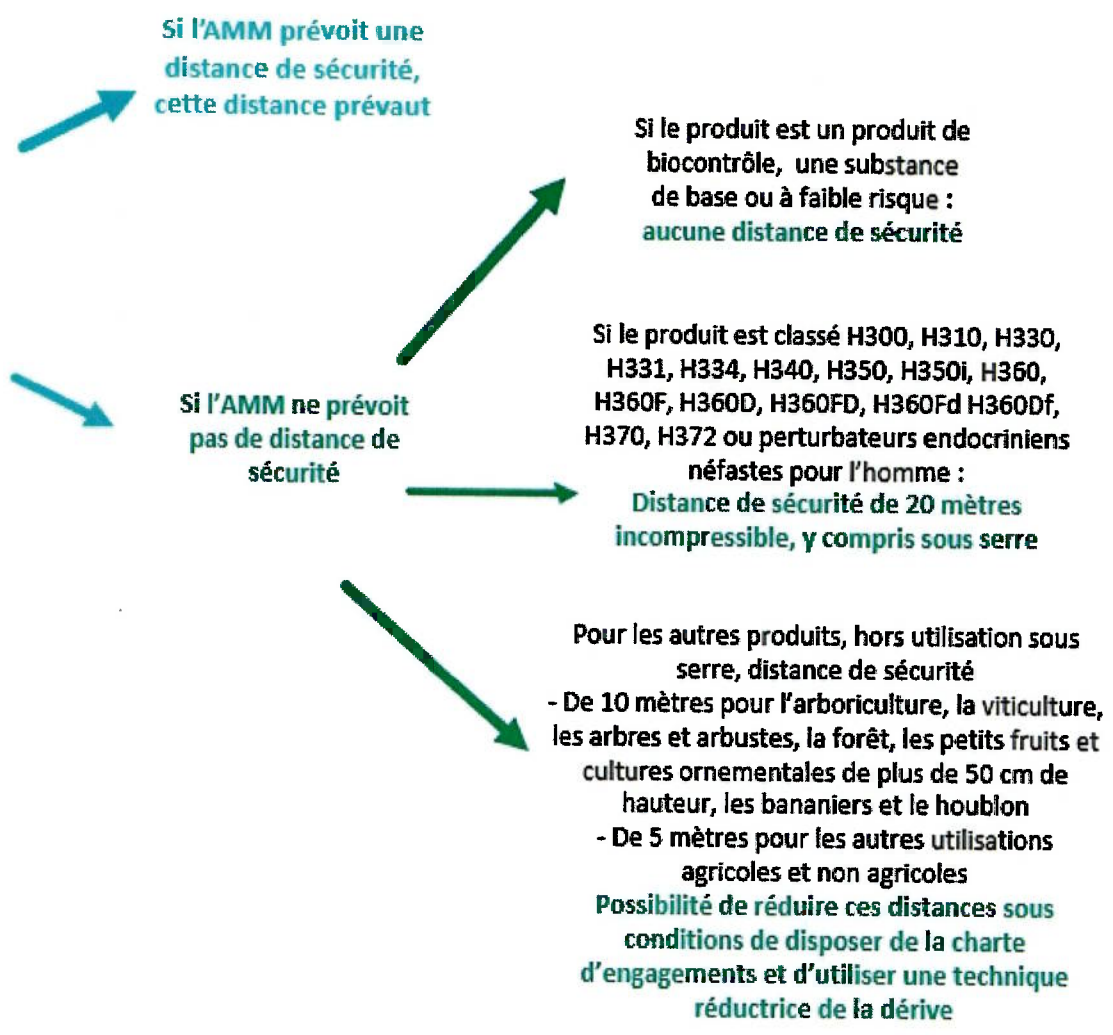 Si l'AMM prévoit une
distance de sécurité,
cette distance prévaut
Si le produit est un produit de
biocontrôle, une substance
de base ou à faible risque :
aucune distance de sécurité
Si l'AMM ne prévoit
pas de distance de
sécurité
Si le produit est classé H300, H310, H330,
H331, H334, H340, H350, H350i, H360,
H360F, H360D, H360FD, H360Fd H360Df,
H370, H372 ou perturbateurs endocriniens
néfastes pour l'homme :
Distance de sécurité de 20 mètres
incompressible, y compris sous serre
Pour les autres produits, hors utilisation sous
serre, distance de sécurité
- De 10 mètres pour l'arboriculture, la viticulture,
les arbres et arbustes, la forêt, les petits fruits et
cultures ornementales de plus de 50 cm de
hauteur, les bananiers et le houblon
- De 5 mètres pour les autres utilisations
agricoles et non agricoles
Possibilité de réduire ces distances sous
conditions de disposer de la charte
d'engagements et d'utiliser une technique
réductrice de la dérive